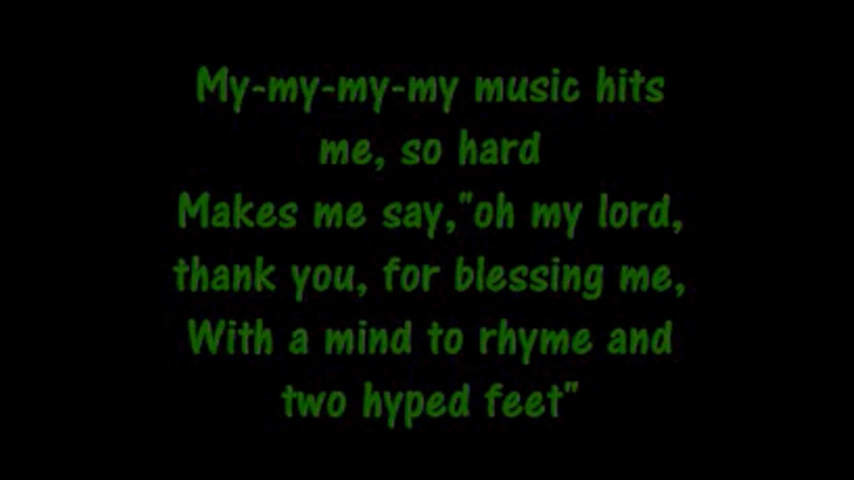 My-my-my-my music hits
me, so hard
Makes me say,"oh my lord,
thank you, for blessing me,
With a mind to rhyme and
two hyped feet"